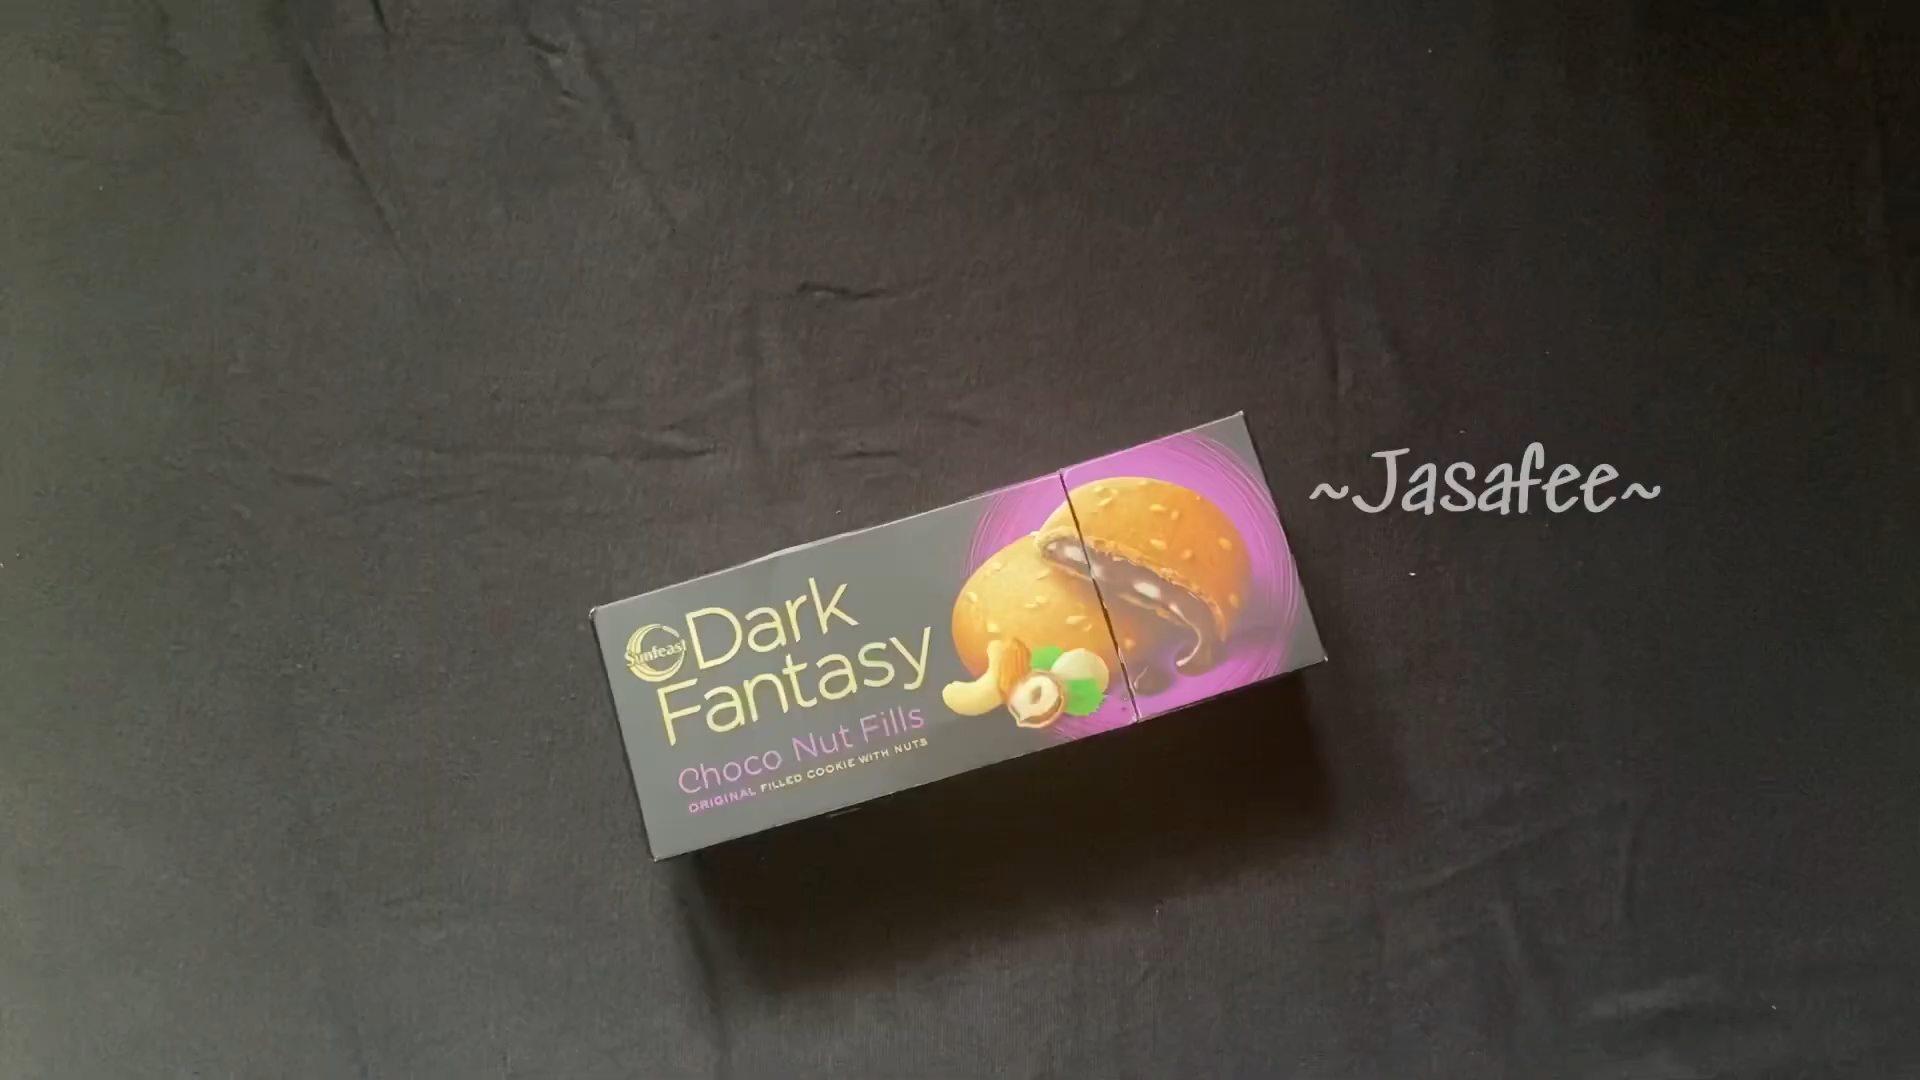 Sunfeast
Dark
Fantasy
Choco Nut Fills
ORIGINAL FILLED COOKIE WITH NUTS
~Jasafee~